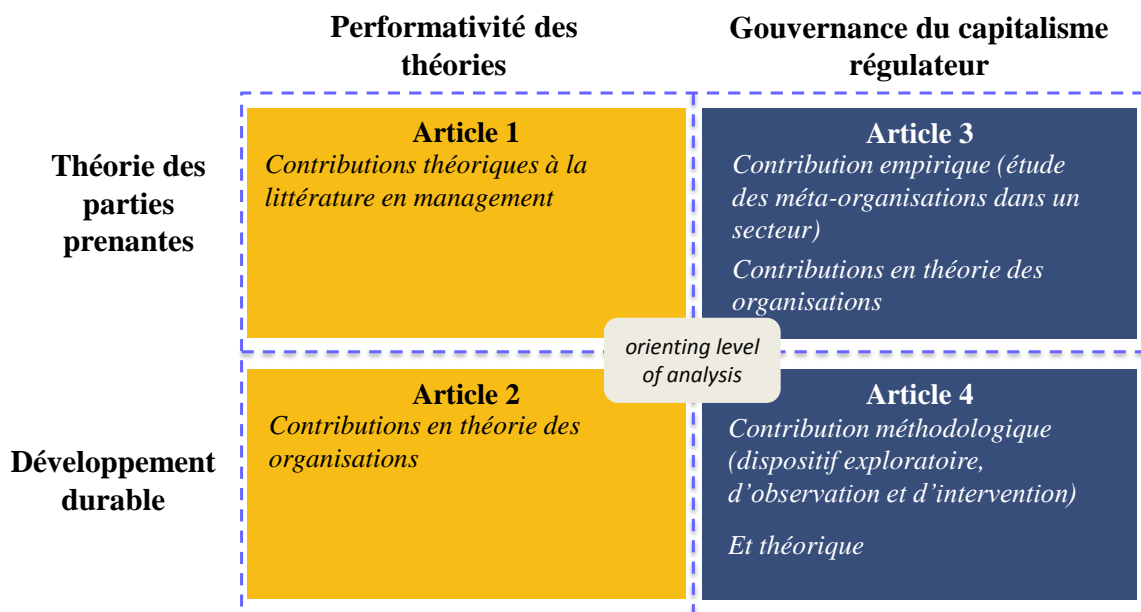 Performativité des
théories
Gouvernance du capitalisme
régulateur
Théorie des
parties
prenantes
Article 1
Contributions théoriques à la
littérature en management
Article 3
Contribution empirique (étude
des méta-organisations dans un
secteur)
Contributions en théorie des
organisations
orienting level
of analysis
Développement
durable
Article 2
Contributions en théorie des
organisations
Article 4
Contribution méthodologique
(dispositif exploratoire,
d’observation et d’intervention)
Et théorique